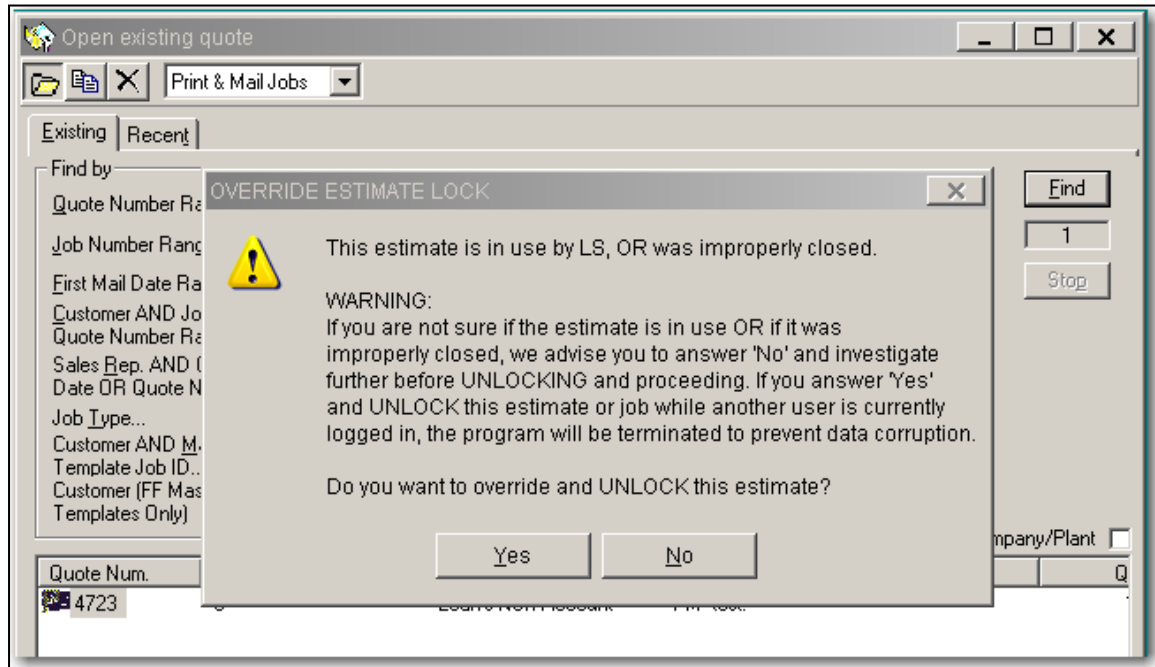 Open existing quote
Print & Mail Jobs
Existing
Recent
Find by
Quote Number Ra
Job Number Rang
First Mail Date Ra
Customer AND Jo
Quote Number Ra
Sales Rep. AND (
Date OR Quote N
Job Type...
Customer AND M
Template Job ID..
Customer (FF Mas
Templates Only)
OVERRIDE ESTIMATE LOCK
This estimate is in use by LS, OR was improperly closed.
WARNING:
If you are not sure if the estimate is in use OR if it was
improperly closed, we advise you to answer 'No' and investigate
further before UNLOCKING and proceeding. If you answer 'Yes'
and UNLOCK this estimate or job while another user is currently
logged in, the program will be terminated to prevent data corruption.
Do you want to override and UNLOCK this estimate?
Yes
No
Find
1
Stop
mpany/Plant
Quote Num.
Q
4723